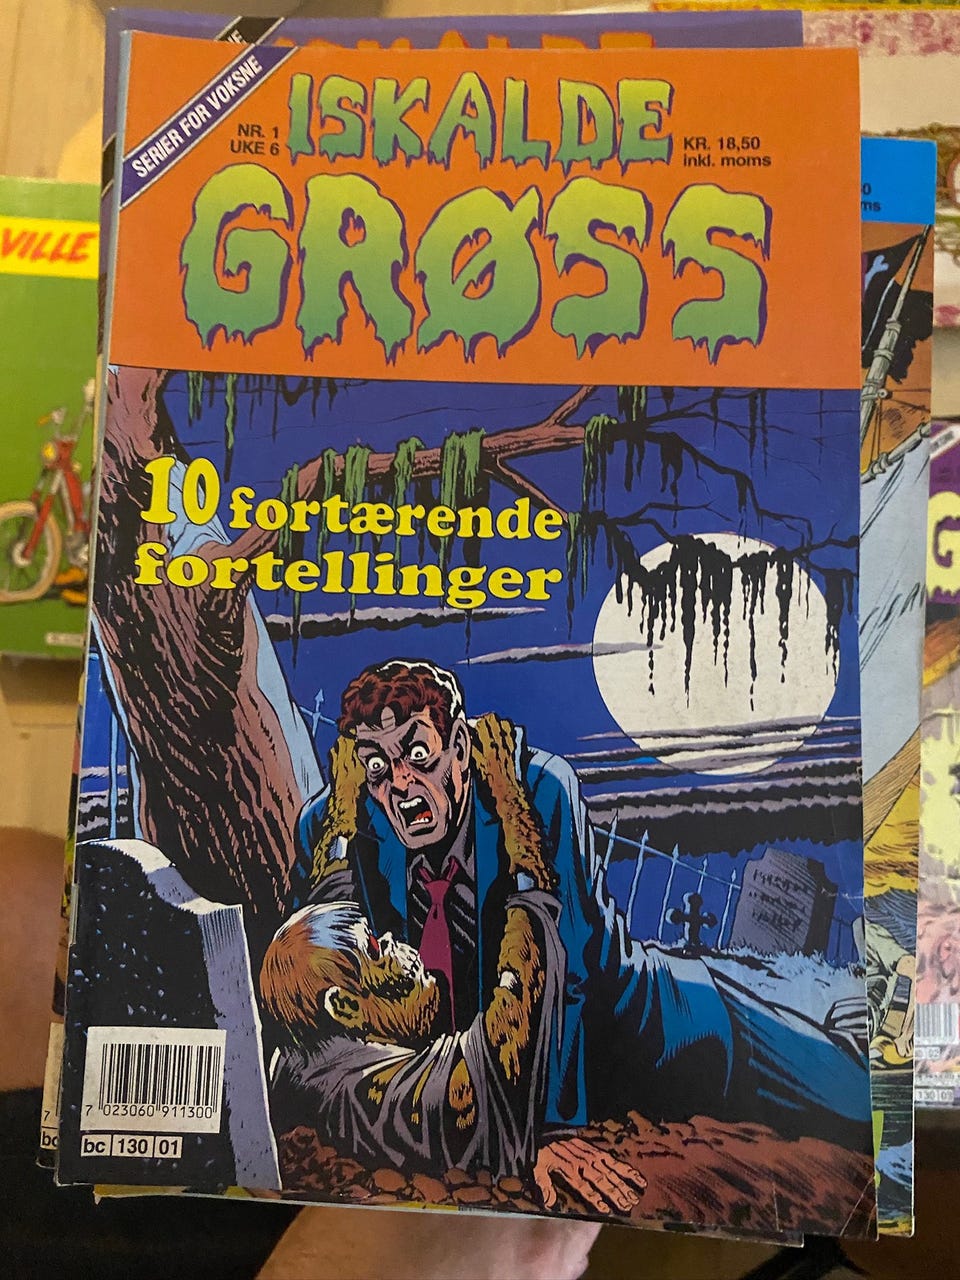 SERIER FOR VOKSNE
NR. 1
UKE 6
ISKALDE
KR. 18,50
inkl. moms
GRØSS
10 fortærende
fortellinger
7 023060 911300
bc 130 01
VILLE